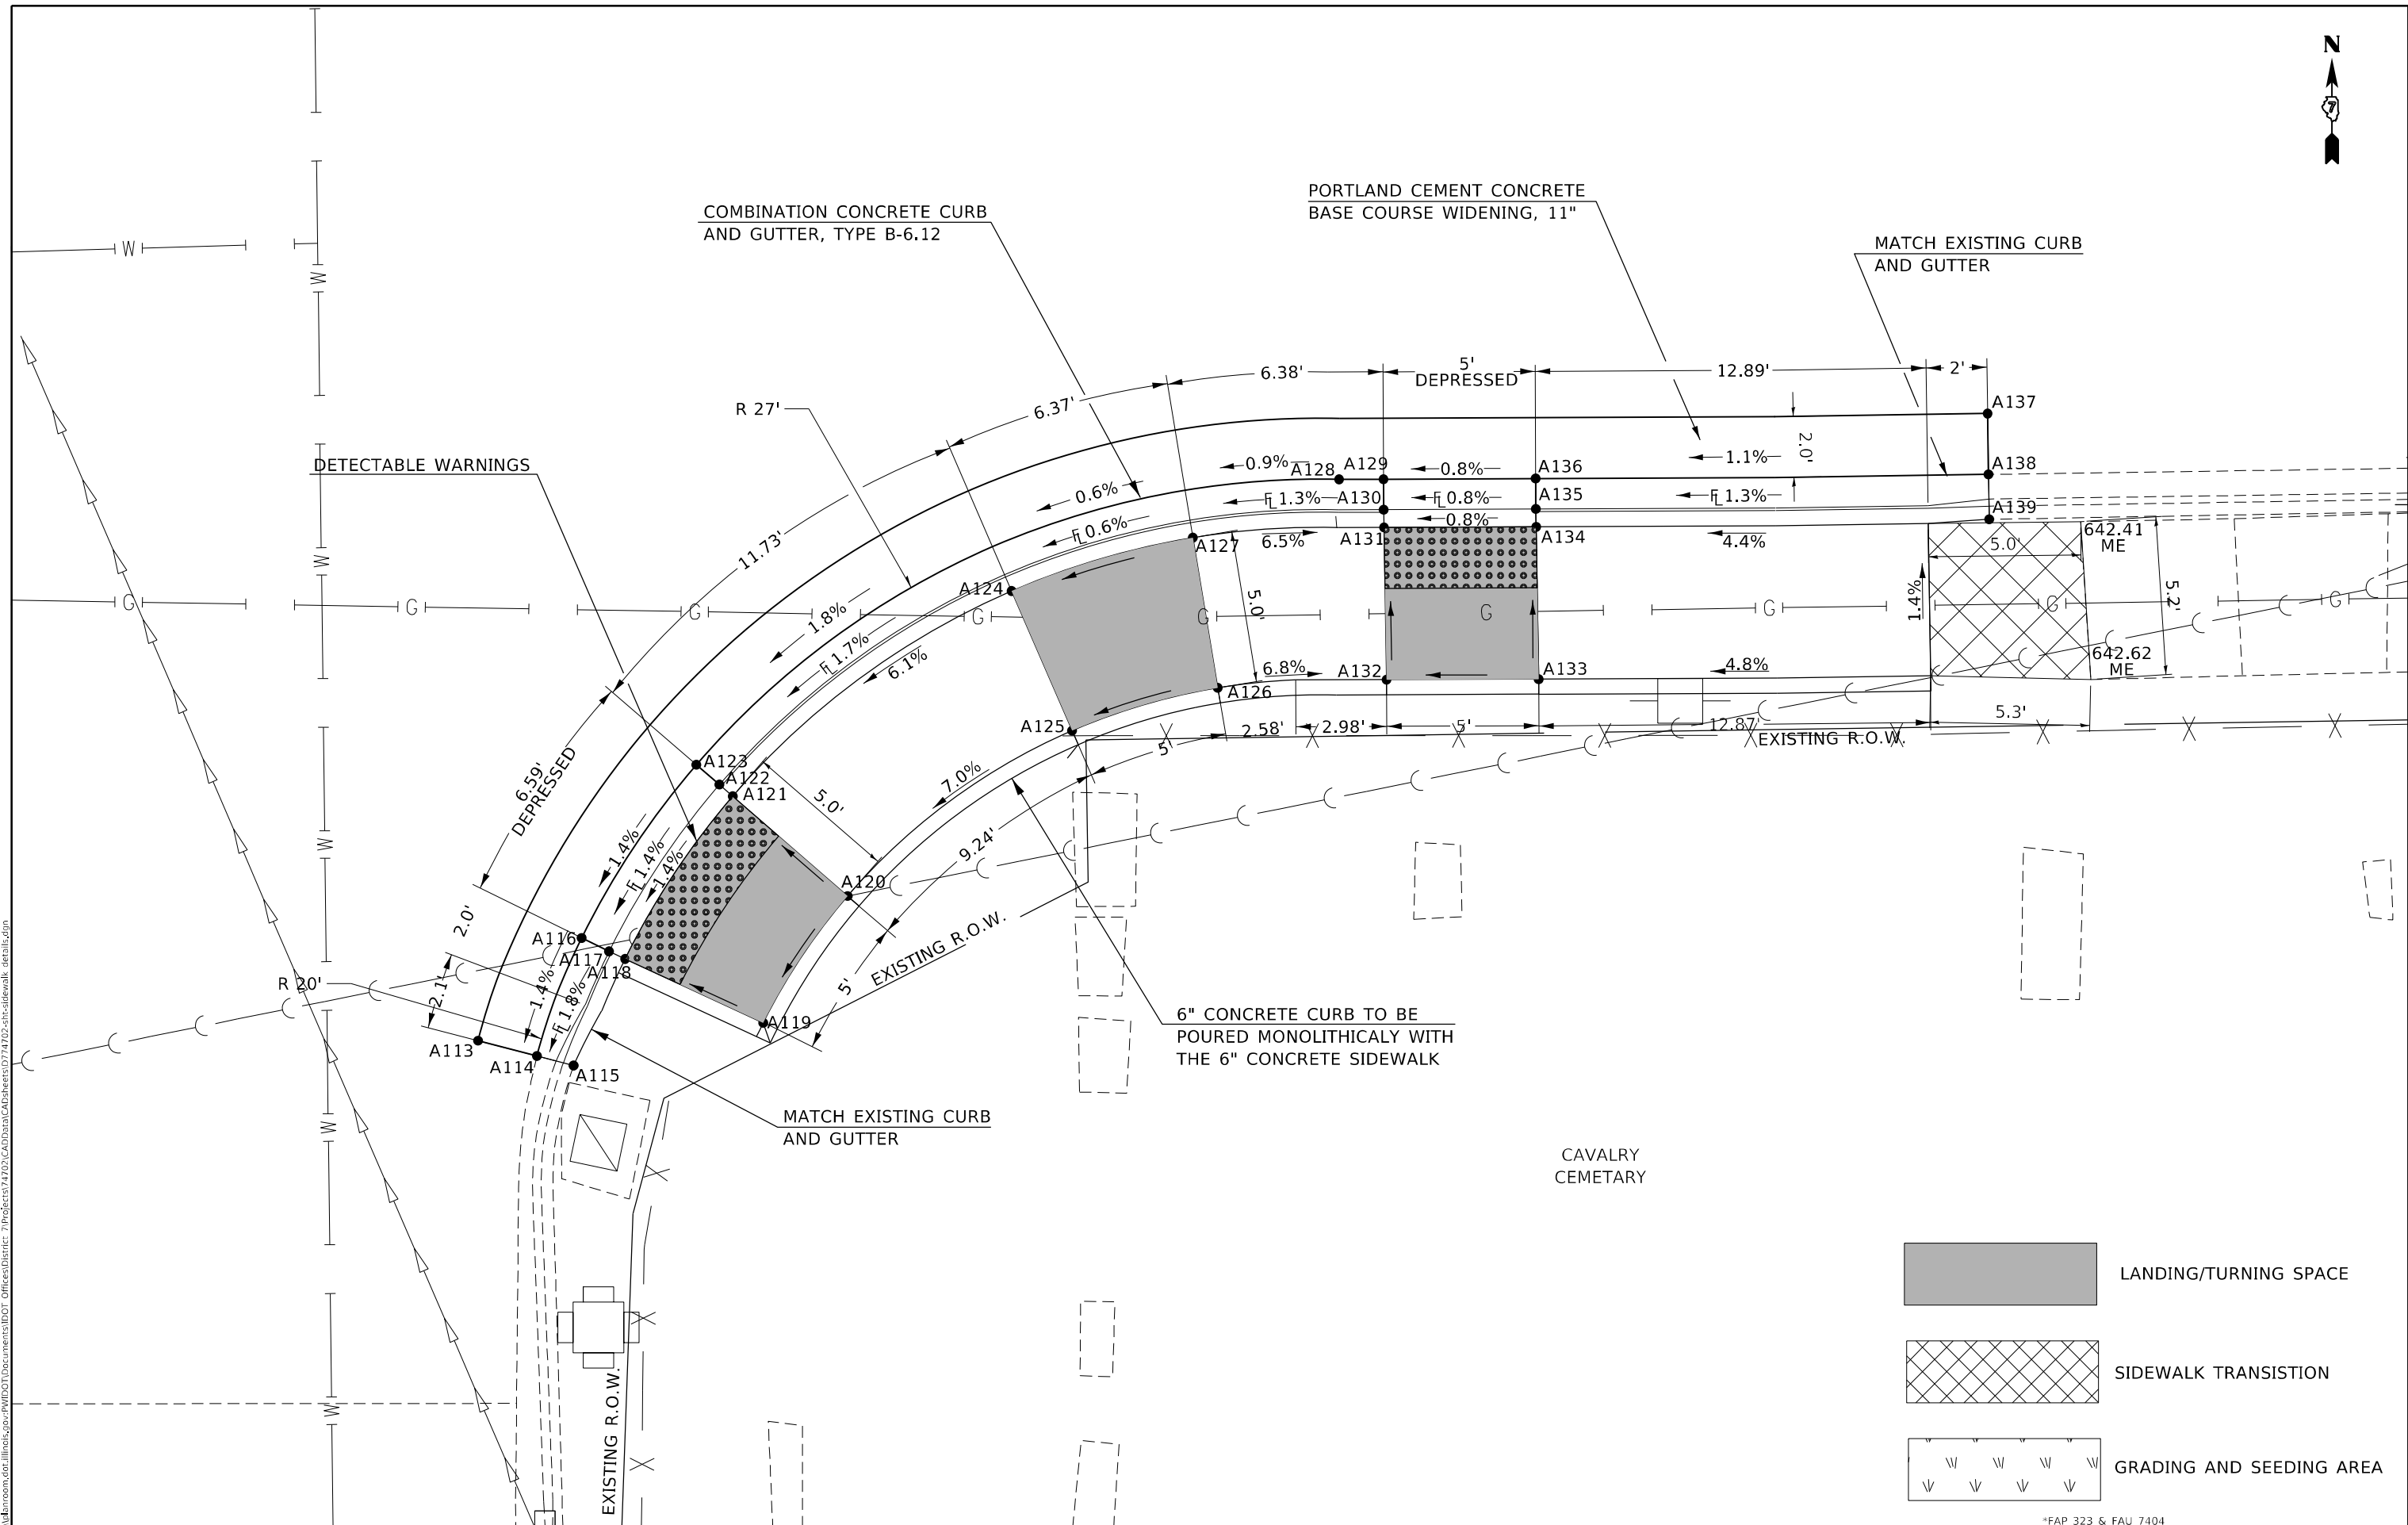 N
7
COMBINATION CONCRETE CURB
AND GUTTER, TYPE B-6.12
PORTLAND CEMENT CONCRETE
BASE COURSE WIDENING, 11"
MATCH EXISTING CURB
AND GUTTER
W
W
6.38'
5'
DEPRESSED
12.89'
2'
R 27'
6.37'
A137
2.0'
DETECTABLE WARNINGS
0.9%
A128
A129
0.8%
A136
1.1%
A138
0.6%
FL 1.3%
A130
FL 0.8%
A135
FL 1.3%
A139
11.73'
FL 0.6%
0.8%
A127
6.5%
A131
A134
4.4%
5.0'
642.41
ME
W
A124
G
G
G
G
G
G
G
G
G
5.0'
1.4%
5.2'
1.8%
FL 1.7%
6.1%
6.8%
A132
A133
4.8%
642.62
ME
A126
A125
2.58'
2.98'
5'
12.87'
5.3'
EXISTING R.O.W.
5'
A123
A122
A121
7.0%
6.59'
DEPRESSED
5.0'
W
1.4%
FL 1.4%
1.4%
9.24'
A120
2.0'
A116
A117
A118
EXISTING R.O.W.
R 20'
2.1'
1.4%
FL 1.8%
5'
A119
A113
A114
A115
6" CONCRETE CURB TO BE
POURED MONOLITHICALY WITH
THE 6" CONCRETE SIDEWALK
W
MATCH EXISTING CURB
AND GUTTER
CAVALRY
CEMETARY
LANDING/TURNING SPACE
SIDEWALK TRANSISTION
W
EXISTING R.O.W.
GRADING AND SEEDING AREA
*FAP 323 & FAU 7404